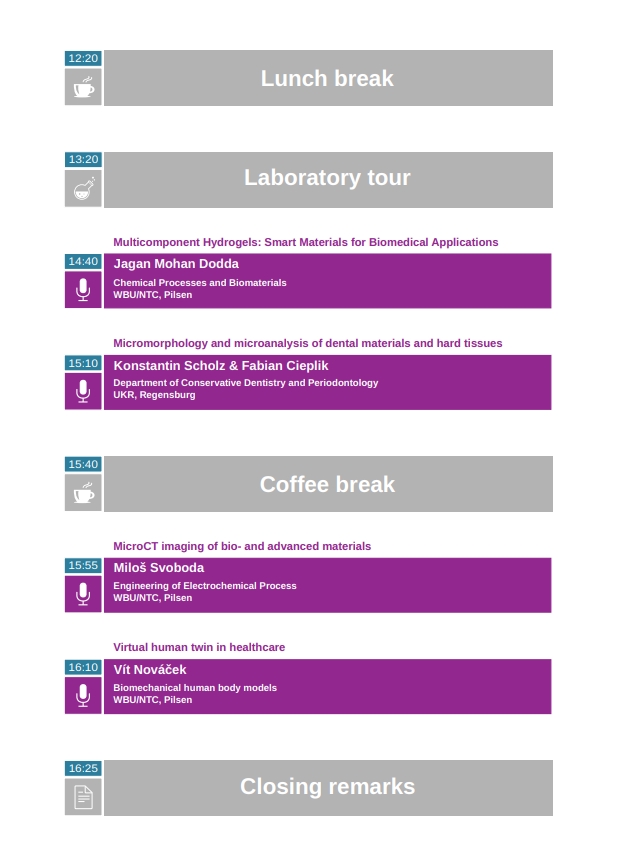 12:20
Lunch break
13:20
Laboratory tour
Multicomponent Hydrogels: Smart Materials for Biomedical Applications
14:40
Jagan Mohan Dodda
Chemical Processes and Biomaterials
WBU/NTC, Pilsen
Micromorphology and microanalysis of dental materials and hard tissues
15:10
Konstantin Scholz & Fabian Cieplik
Department of Conservative Dentistry and Periodontology
UKR, Regensburg
15:40
Coffee break
MicroCT imaging of bio- and advanced materials
15:55
Miloš Svoboda
Engineering of Electrochemical Process
WBU/NTC, Pilsen
Virtual human twin in healthcare
16:10
Vít Nováček
Biomechanical human body models
WBU/NTC, Pilsen
16:25
Closing remarks